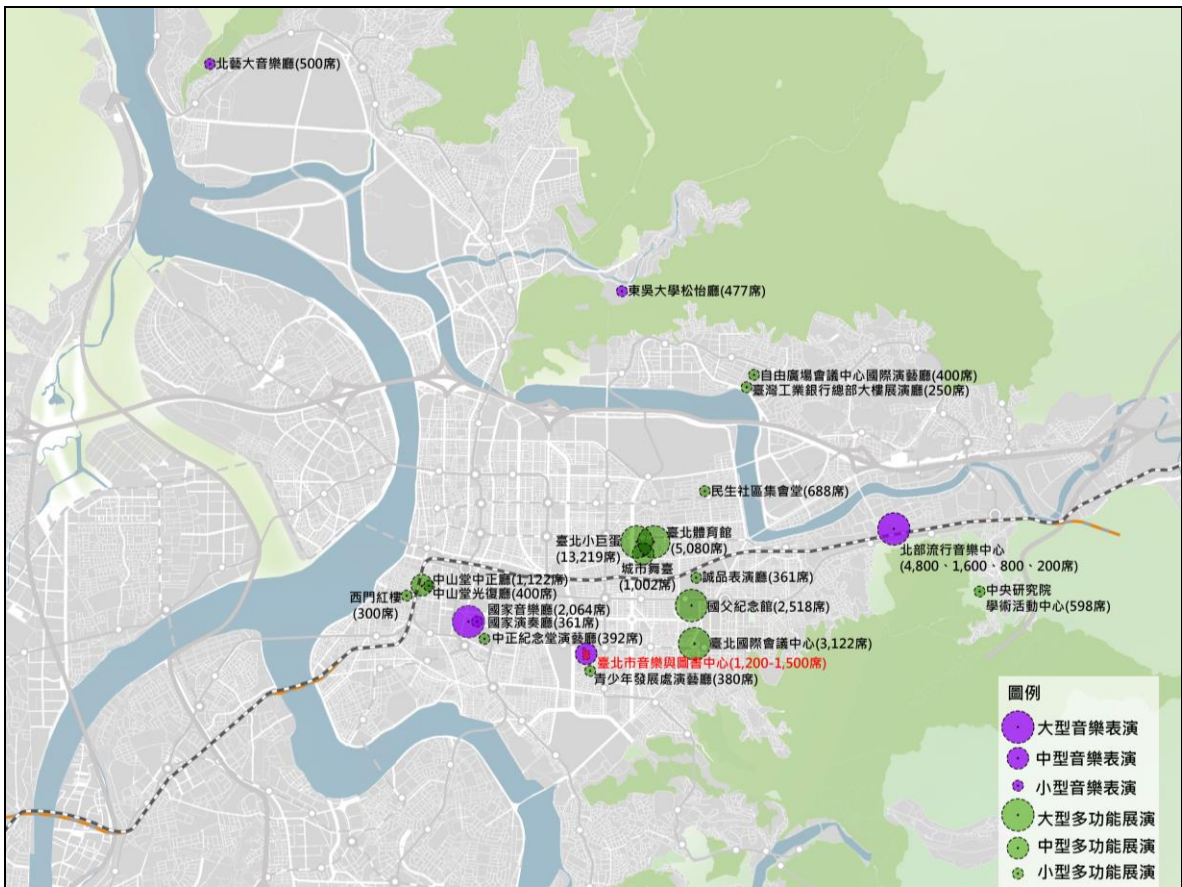 北藝大音樂廳(500席)
東吳大學松怡廳(477席)
自由廣場會議中心國際演藝廳(400席)
臺灣工業銀行總部大樓展演廳(250席)
民生社區集會堂(688席)
臺北小巨蛋
(13,219席)
臺北體育館
(5,080席)
城市舞臺
(1,002席)
北部流行音樂中心
(4,800、1,600、800、200席)
中央研究院
學術活動中心(598席)
誠品表演廳(361席)
國父紀念館(2,518席)
臺北國際會議中心(3,122席)
中山堂中正廳(1,122席)
中山堂光復廳(400席)
西門紅樓
(300席)
國家音樂廳(2,064席)
國家演奏廳(361席)
中正紀念堂演藝廳(392席)
臺北市音樂與圖書中心(1,200-1,500席)
青少年發展處演藝廳(380席)
圖例
大型音樂表演
中型音樂表演
小型音樂表演
大型多功能展演
中型多功能展演
小型多功能展演